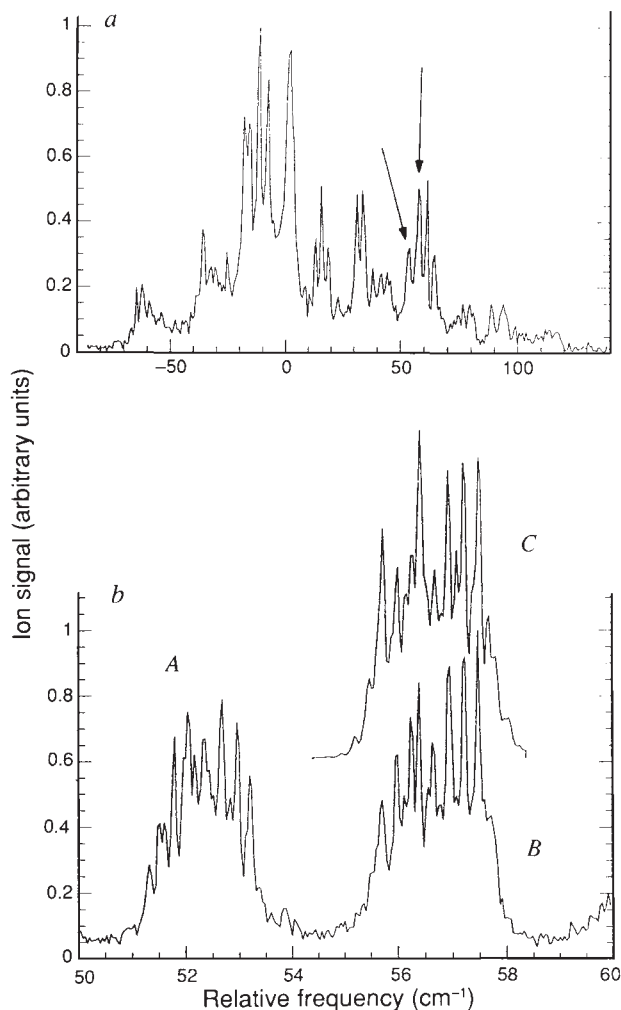 a
1
0.8
0.6
0.4
0.2
0
−50 0 50 100
Ion signal (arbitrary units)
b
C
A
1
0.8
0.6
0.4
0.2
0
B
50 52 54 56 58 60
Relative frequency (cm⁻¹)